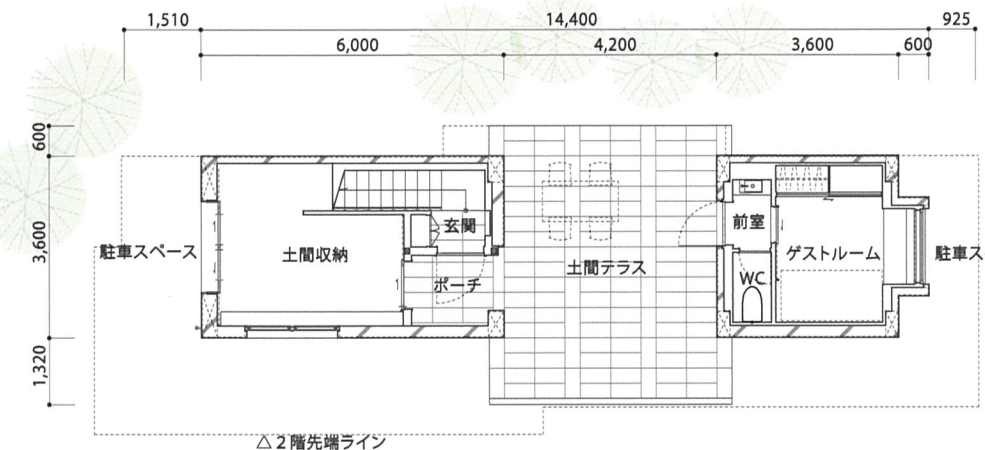 1,510
14,400
925
6,000
4,200
3,600
600
600
3,600
1,320
駐車スペース
土間収納
玄関
ポーチ
土間テラス
前室
WC
ゲストルーム
駐車ス
△2階先端ライン